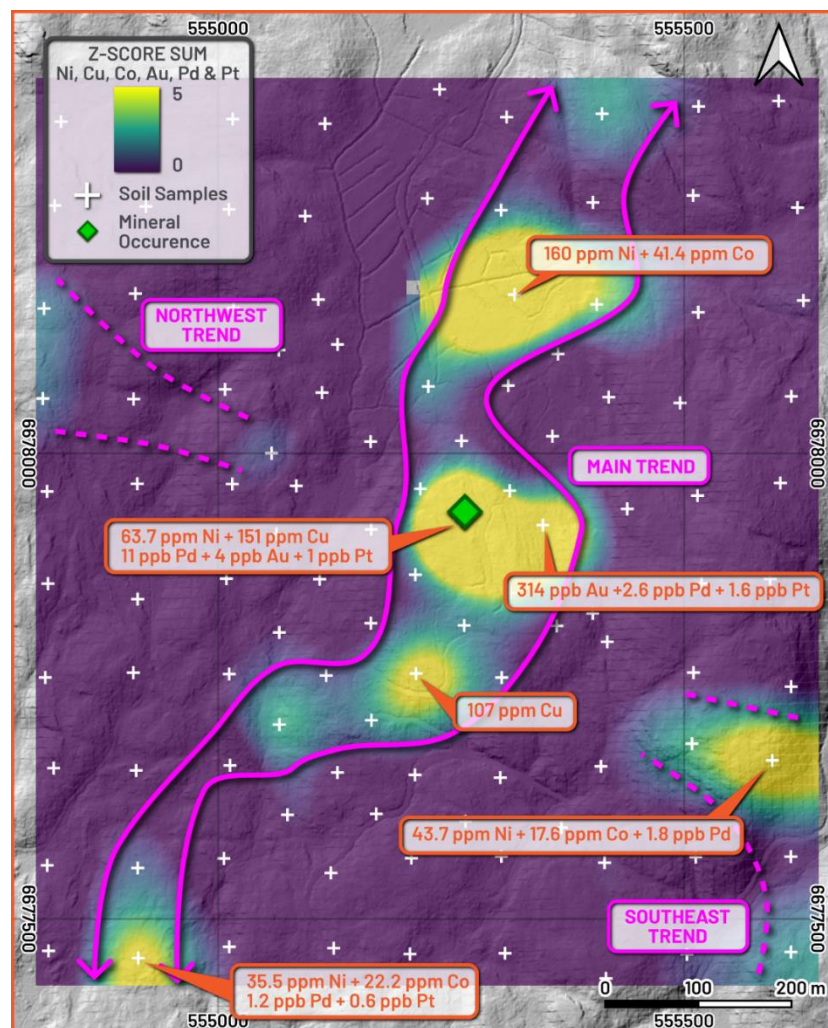 555000
555500
Z-SCORE SUM
Ni, Cu, Co, Au, Pd & Pt
5
0
Soil Samples
Mineral
Occurence
160 ppm Ni + 41.4 ppm Co
NORTHWEST
TREND
6678000
6678000
MAIN TREND
63.7 ppm Ni + 151 ppm Cu
11 ppb Pd + 4 ppb Au + 1 ppb Pt
314 ppb Au +2.6 ppb Pd + 1.6 ppb Pt
107 ppm Cu
43.7 ppm Ni + 17.6 ppm Co + 1.8 ppb Pd
6677500
6677500
SOUTHEAST
TREND
35.5 ppm Ni + 22.2 ppm Co
1.2 ppb Pd + 0.6 ppb Pt
0 100 200 m
555000
555500